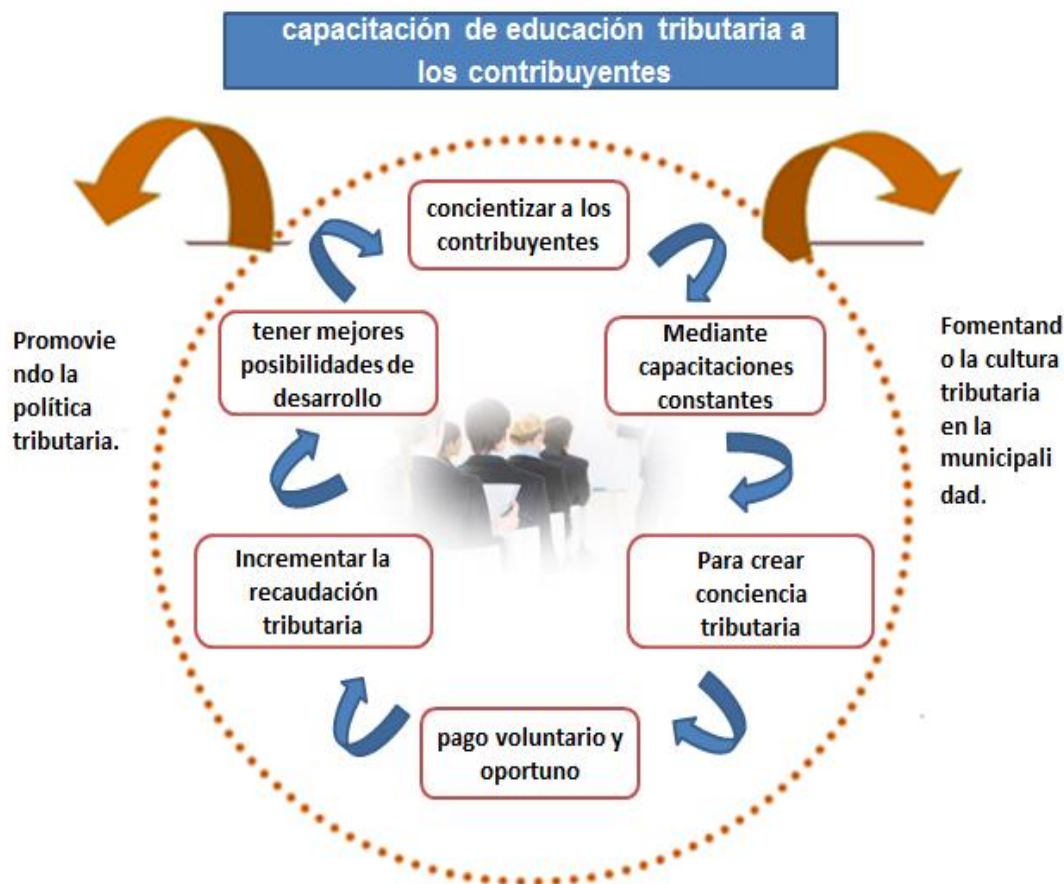 capacitación de educación tributaria a
los contribuyentes
concientizar a los
contribuyentes
Mediante
capacitaciones
constantes
Para crear
conciencia
tributaria
pago voluntario y
oportuno
Incrementar la
recaudación
tributaria
tener mejores
posibilidades de
desarrollo
Promovie
ndo la
política
tributaria.
Fomentand
o la cultura
tributaria
en la
municipali
dad.